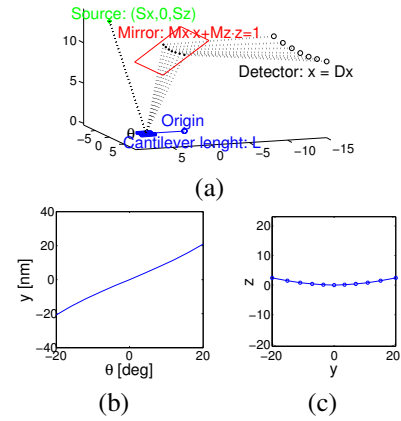 Source: (Sx,0,Sz)
Mirror: Mx·x+Mz·z=1
10
5
0
Detector: x = Dx
θ
Origin
Cantilever lenght: L
−5
0
5
5
0
−5
−10
−15
(a)
40
20
0
−20
−40
y [nm]
−20
0
20
θ [deg]
20
10
0
−10
−20
z
−20
0
20
y
(b)
(c)